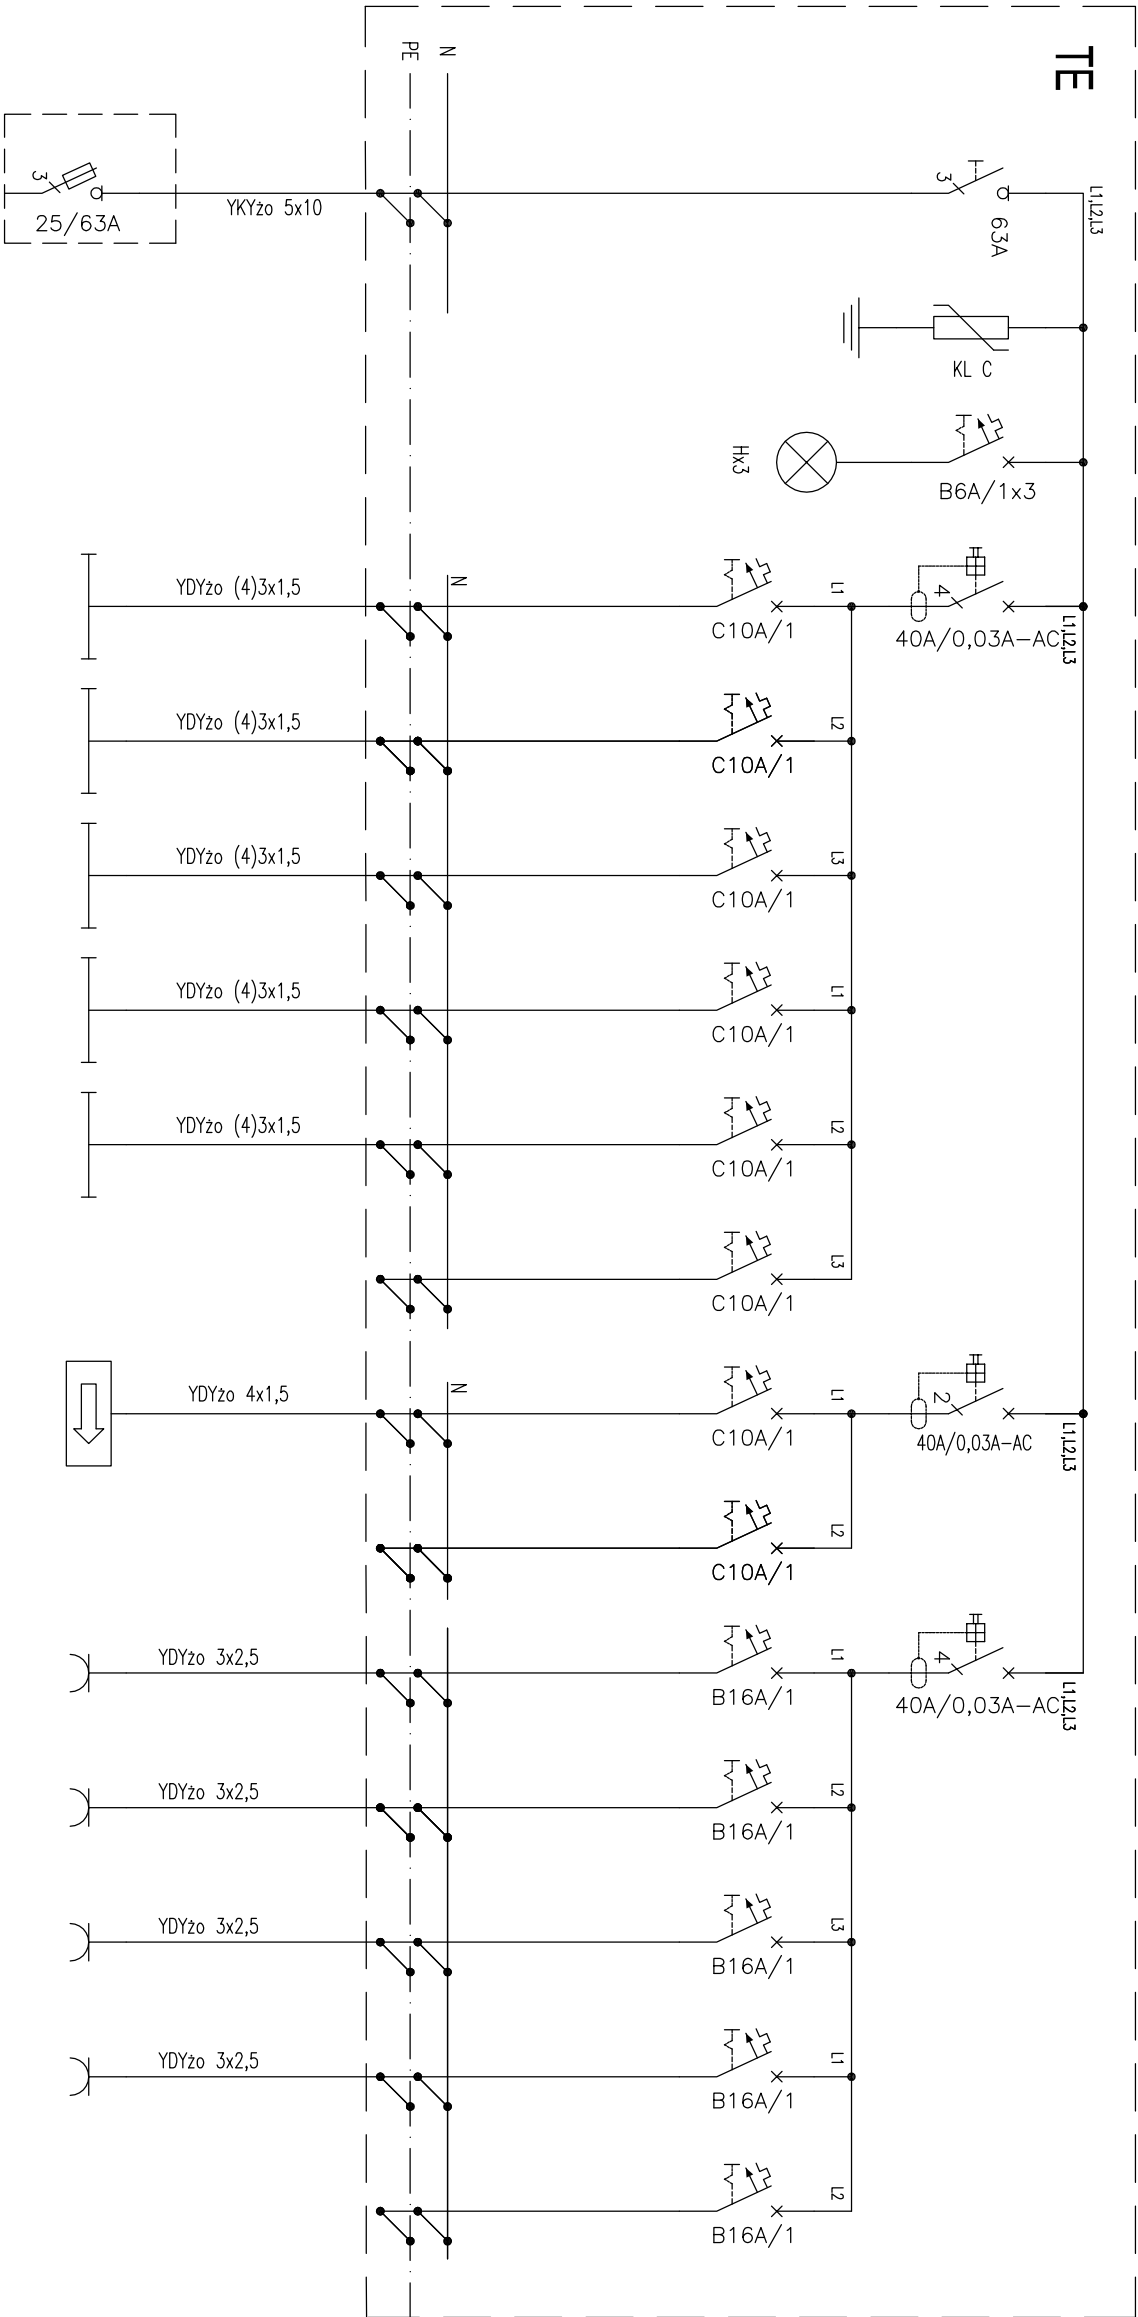 TE
PE
N
L1,L2,L3
3
63A
3
25/63A
YKYżo 5x10
KL C
Hx3
B6A/1x3
L1,L2,L3
4
40A/0,03A-AC
YDYżo (4)3x1,5
N
L1
C10A/1
YDYżo (4)3x1,5
L2
C10A/1
YDYżo (4)3x1,5
L3
C10A/1
YDYżo (4)3x1,5
L1
C10A/1
YDYżo (4)3x1,5
L2
C10A/1
L3
C10A/1
L1,L2,L3
2
40A/0,03A-AC
YDYżo 4x1,5
N
L1
C10A/1
L2
C10A/1
L1,L2,L3
4
40A/0,03A-AC
YDYżo 3x2,5
L1
B16A/1
YDYżo 3x2,5
L2
B16A/1
YDYżo 3x2,5
L3
B16A/1
YDYżo 3x2,5
L1
B16A/1
L2
B16A/1